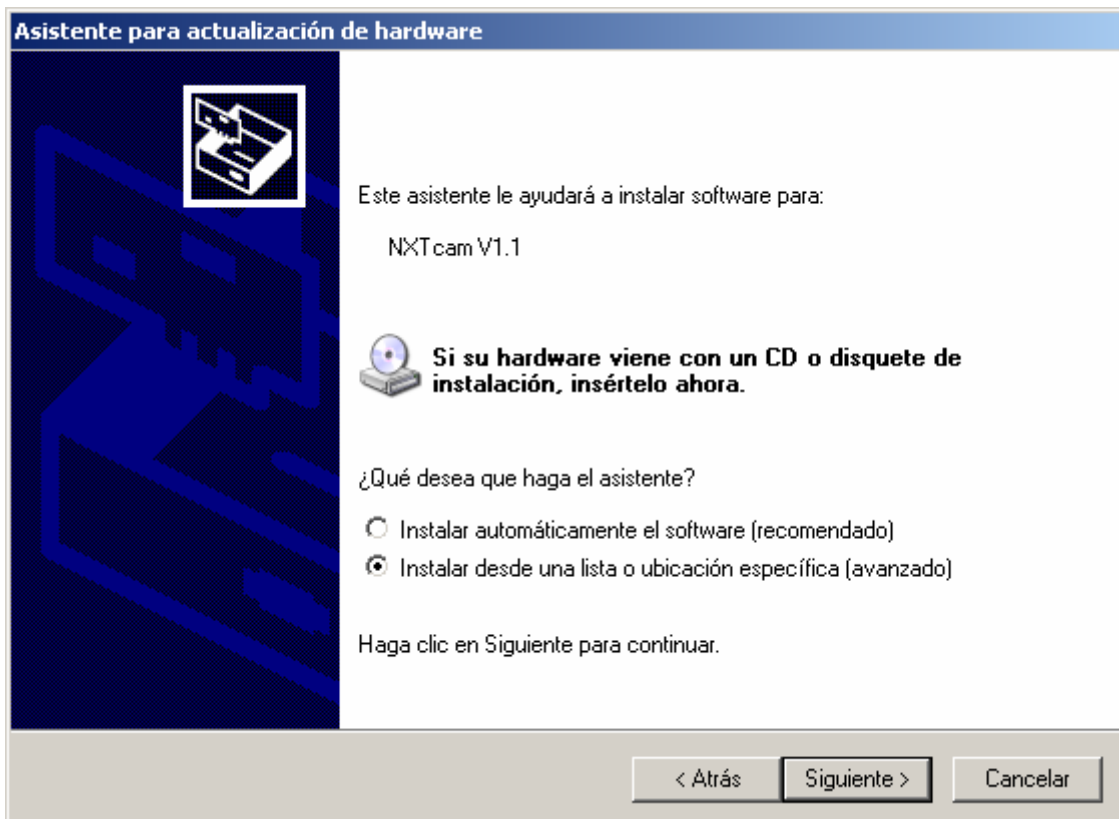 Asistente para actualización de hardware
Este asistente le ayudará a instalar software para:
NXTcam V1.1
Si su hardware viene con un CD o disquete de
instalación, insértelo ahora.
¿Qué desea que haga el asistente?
Instalar automáticamente el software (recomendado)
Instalar desde una lista o ubicación específica (avanzado)
Haga clic en Siguiente para continuar.
< Atrás Siguiente > Cancelar